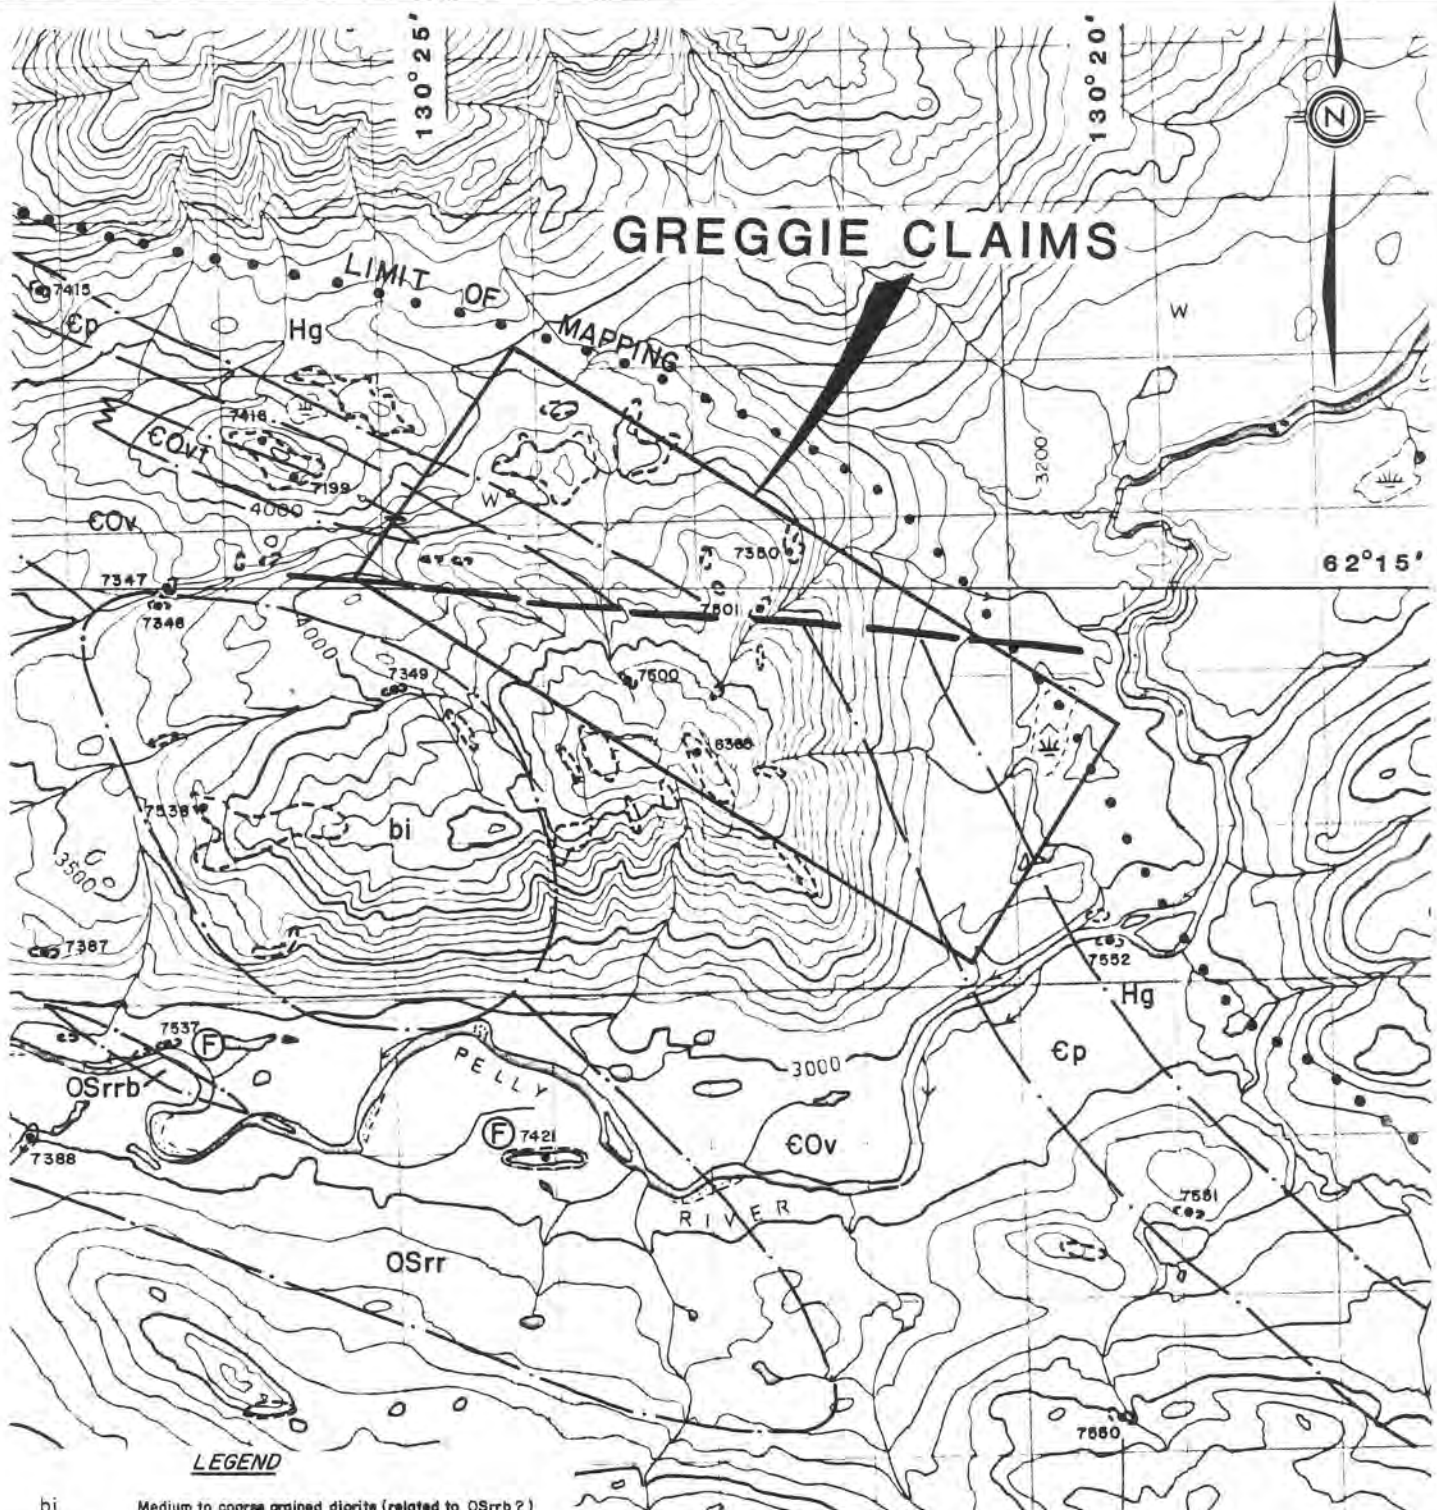 130°25'
130°20'
N
GREGGIE CLAIMS
LIMIT OF MAPPING
W
7415
Єp
Hg
3200
7416
ЄOvt
7199
W
4000
ЄOv
62°15'
7380
7347
7501
7348
4000
7349
7500
6365
7538
bi
3500
7387
7552
Hg
7537
F
Єp
PELLY
3000
OSrrb
F 7421
ЄOv
7388
7551
RIVER
OSrr
7550
LEGEND
bi Medium to coarse grained diorite (related to OSrrb?)